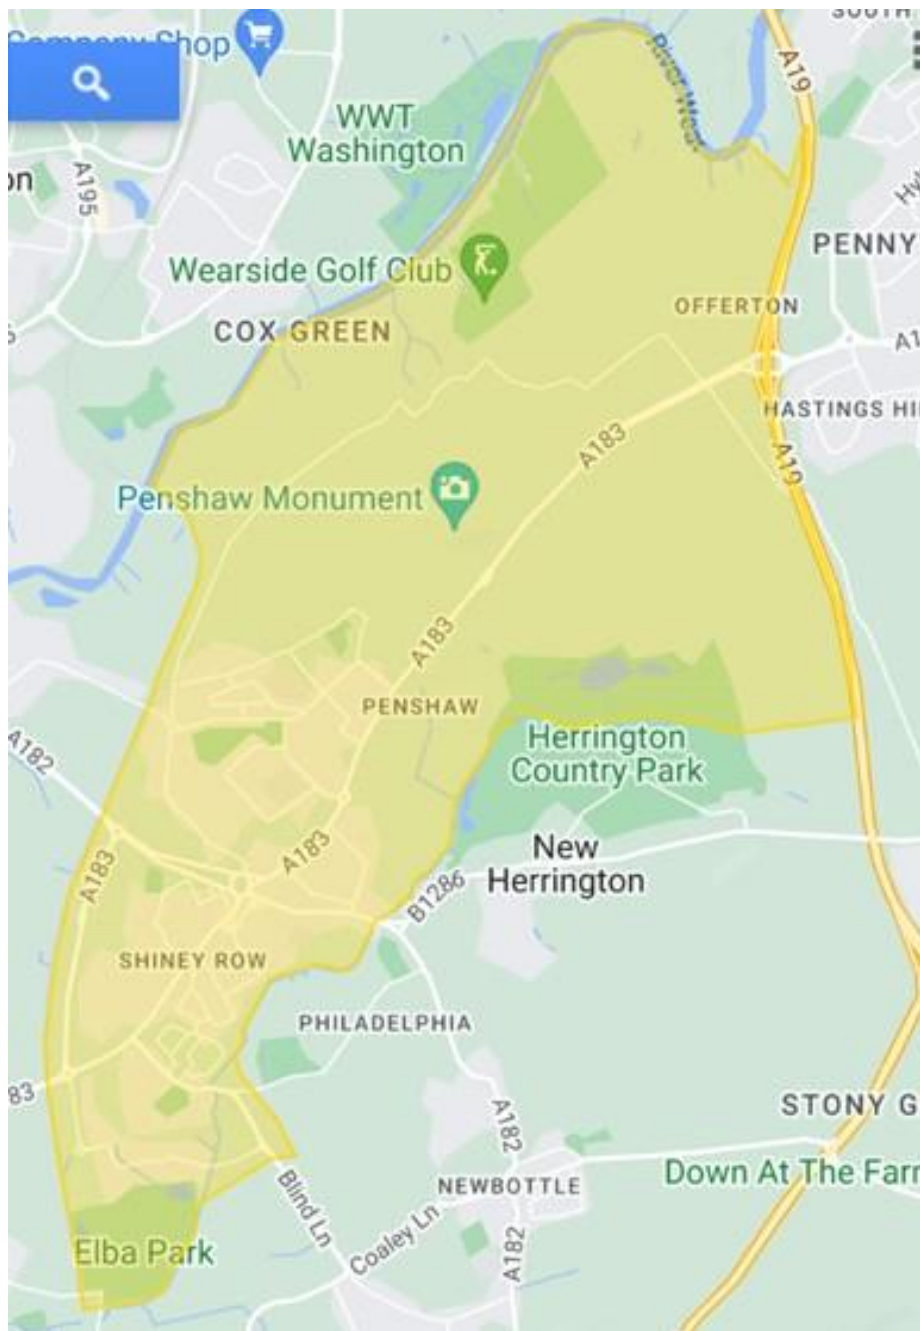 SOUTH
Company Shop
A19
River Wear
WWT
Washington
on
A195
PENNY
Wearside Golf Club
OFFERTON
COX GREEN
A1
HASTINGS HI
A183
A19
Penshaw Monument
A183
PENSHAW
A182
Herrington
Country Park
A183
A183
New
Herrington
B1286
SHINEY ROW
PHILADELPHIA
83
A182
STONY G
Blind Ln
NEWBOTTLE
Down At The Far
Coaley Ln
A182
Elba Park